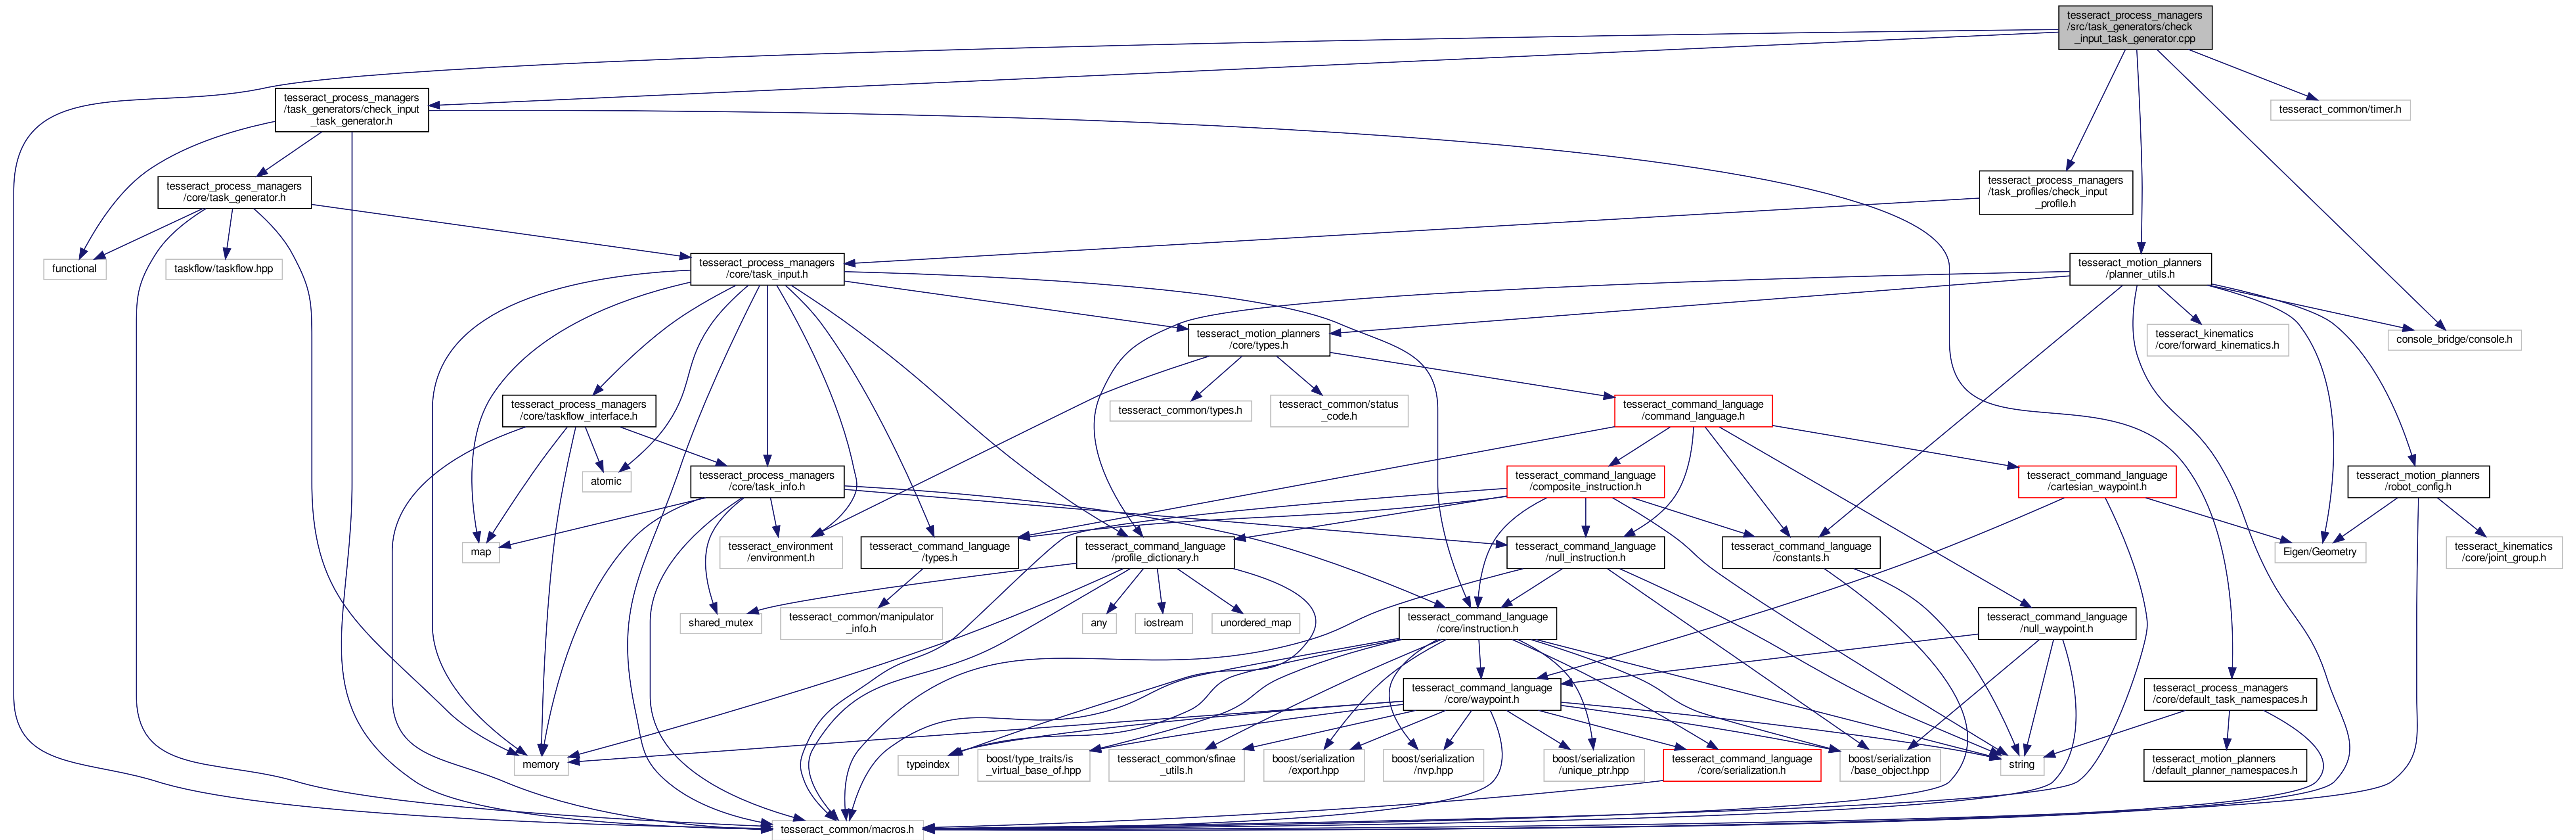 tesseract_process_managers
/src/task_generators/check
_input_task_generator.cpp
tesseract_process_managers
/task_generators/check_input
_task_generator.h
tesseract_common/timer.h
tesseract_process_managers
/core/task_generator.h
tesseract_process_managers
/task_profiles/check_input
_profile.h
functional
taskflow/taskflow.hpp
tesseract_process_managers
/core/task_input.h
tesseract_motion_planners
/planner_utils.h
tesseract_motion_planners
/core/types.h
tesseract_kinematics
/core/forward_kinematics.h
console_bridge/console.h
tesseract_process_managers
/core/taskflow_interface.h
tesseract_common/types.h
tesseract_common/status
_code.h
tesseract_command_language
/command_language.h
atomic
tesseract_process_managers
/core/task_info.h
tesseract_command_language
/composite_instruction.h
tesseract_command_language
/cartesian_waypoint.h
tesseract_motion_planners
/robot_config.h
map
tesseract_environment
/environment.h
tesseract_command_language
/types.h
tesseract_command_language
/profile_dictionary.h
tesseract_command_language
/null_instruction.h
tesseract_command_language
/constants.h
Eigen/Geometry
tesseract_kinematics
/core/joint_group.h
shared_mutex
tesseract_common/manipulator
_info.h
any
iostream
unordered_map
tesseract_command_language
/core/instruction.h
tesseract_command_language
/null_waypoint.h
tesseract_command_language
/core/waypoint.h
tesseract_process_managers
/core/default_task_namespaces.h
memory
typeindex
boost/type_traits/is
_virtual_base_of.hpp
tesseract_common/sfinae
_utils.h
boost/serialization
/export.hpp
boost/serialization
/nvp.hpp
boost/serialization
/unique_ptr.hpp
tesseract_command_language
/core/serialization.h
boost/serialization
/base_object.hpp
string
tesseract_motion_planners
/default_planner_namespaces.h
tesseract_common/macros.h